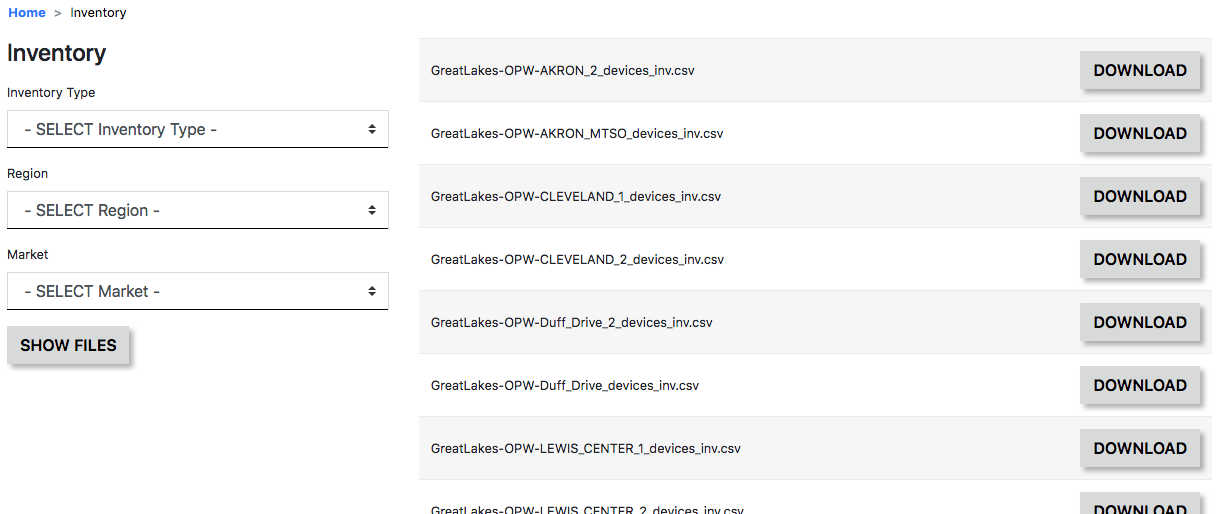 Home > Inventory
Inventory
Inventory Type
- SELECT Inventory Type -
Region
- SELECT Region -
Market
- SELECT Market -
SHOW FILES
GreatLakes-OPW-AKRON_2_devices_inv.csv DOWNLOAD
GreatLakes-OPW-AKRON_MTSO_devices_inv.csv DOWNLOAD
GreatLakes-OPW-CLEVELAND_1_devices_inv.csv DOWNLOAD
GreatLakes-OPW-CLEVELAND_2_devices_inv.csv DOWNLOAD
GreatLakes-OPW-Duff_Drive_2_devices_inv.csv DOWNLOAD
GreatLakes-OPW-Duff_Drive_devices_inv.csv DOWNLOAD
GreatLakes-OPW-LEWIS_CENTER_1_devices_inv.csv DOWNLOAD
GreatLakes-OPW-LEWIS_CENTER_2_devices_inv.csv DOWNLOAD